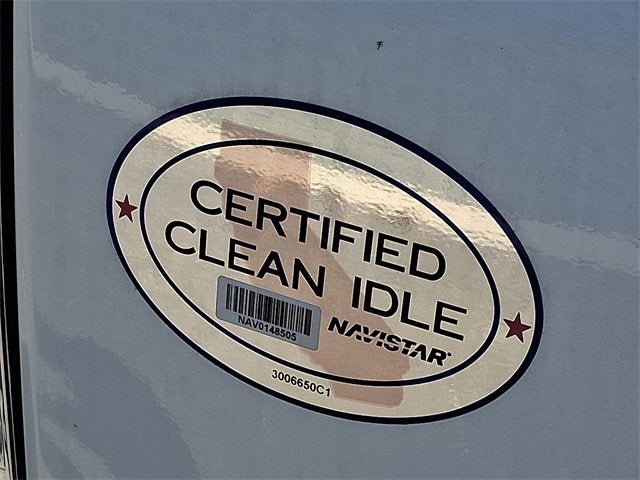 CERTIFIED
CLEAN IDLE
NAV0148505
NAVISTAR®
3006650C1